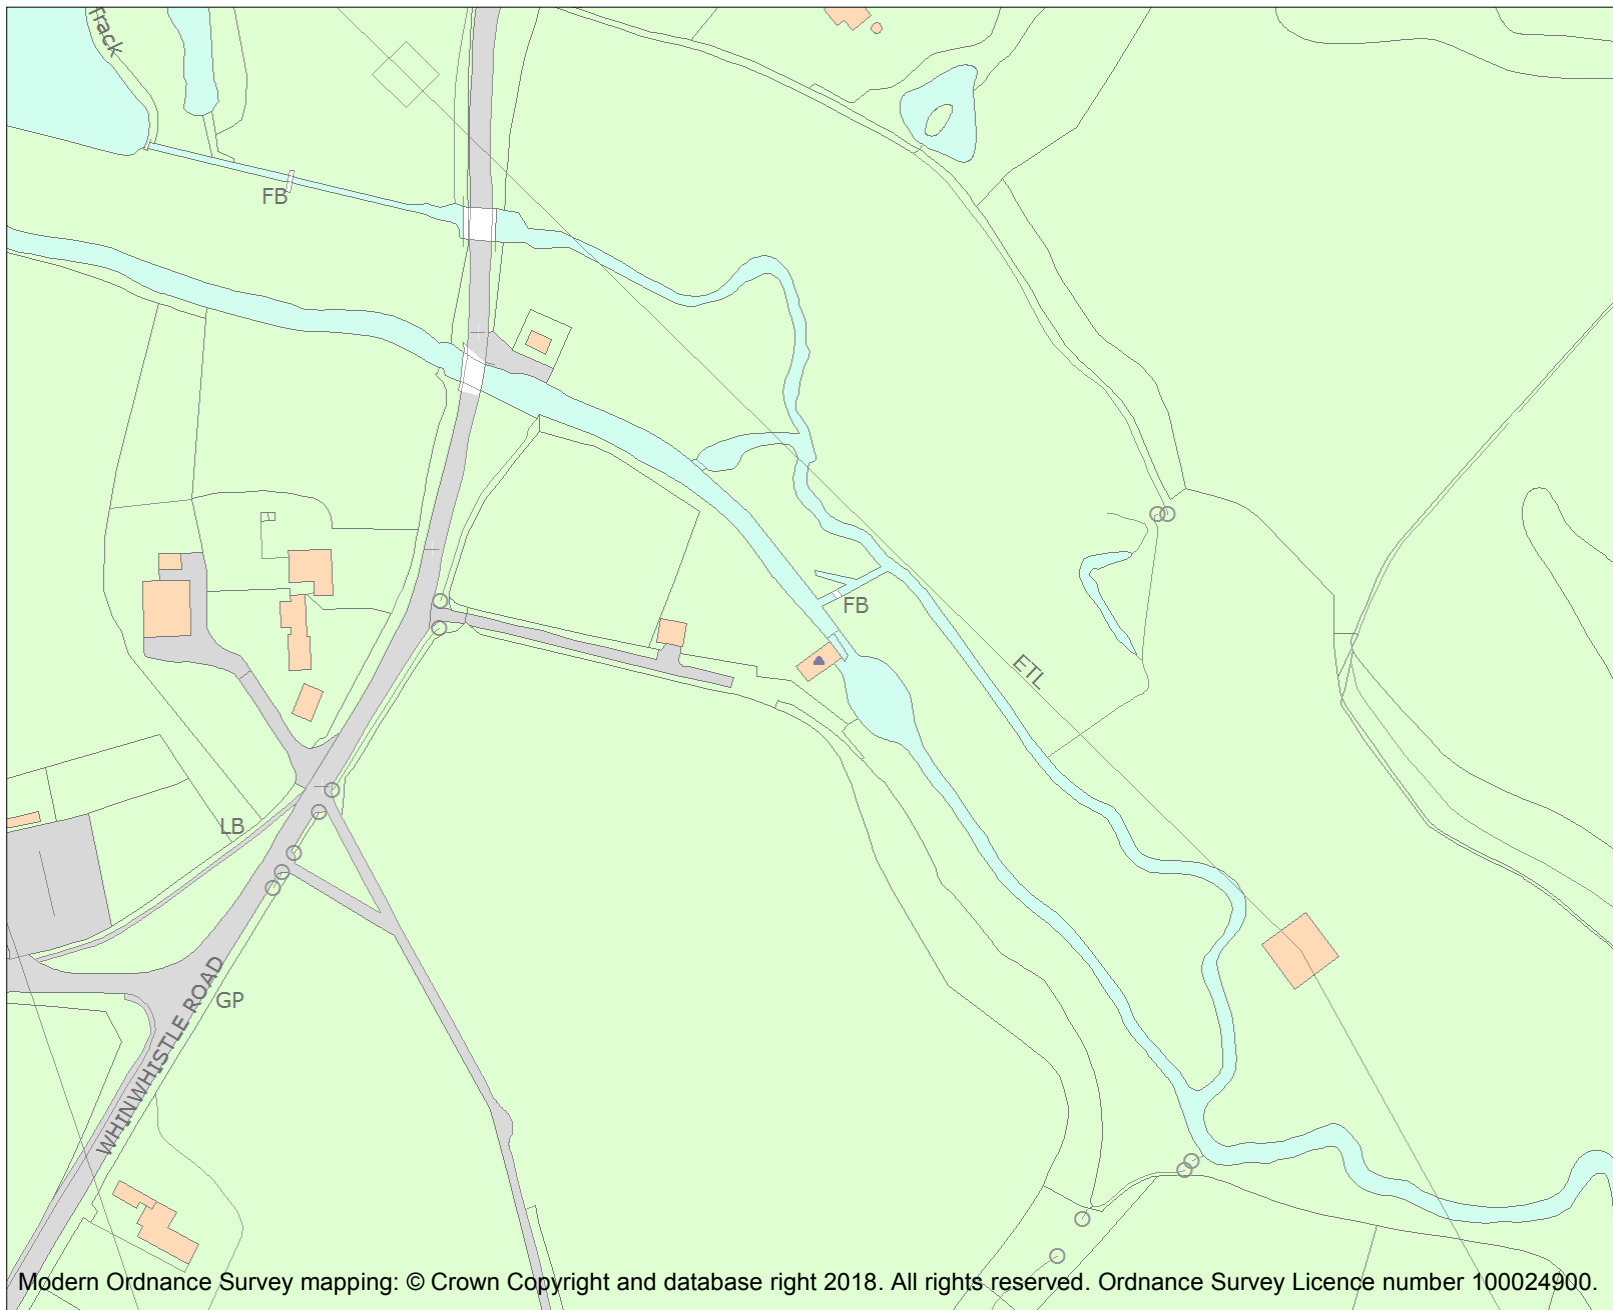 Track
FB
FB
ETL
LB
GP
WHINWHISTLE ROAD
Modern Ordnance Survey mapping: © Crown Copyright and database right 2018. All rights reserved. Ordnance Survey Licence number 100024900.